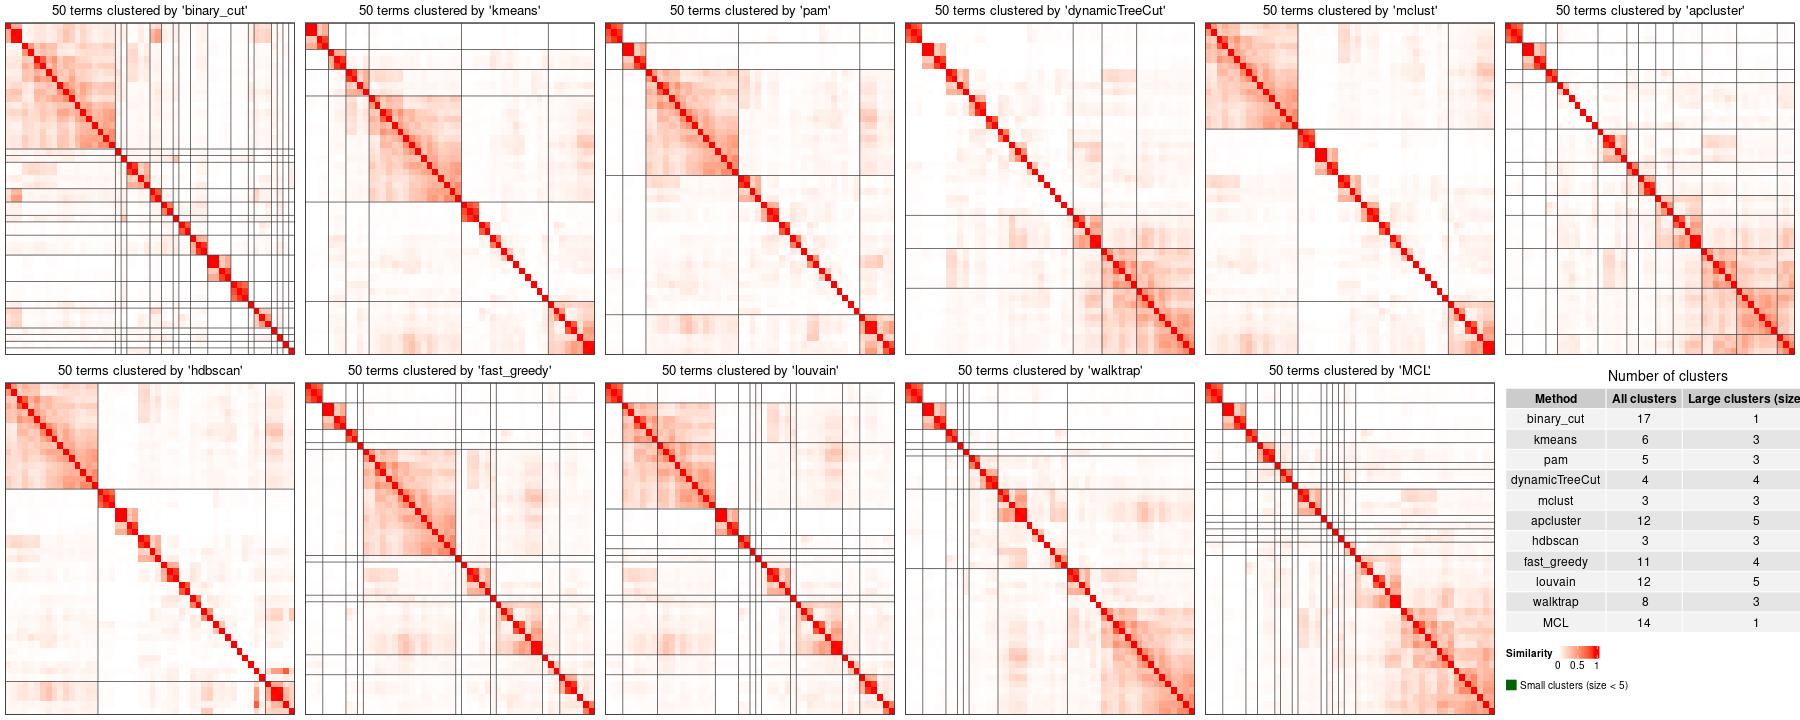 50 terms clustered by 'binary_cut'
50 terms clustered by 'kmeans'
50 terms clustered by 'pam'
50 terms clustered by 'dynamicTreeCut'
50 terms clustered by 'mclust'
50 terms clustered by 'apcluster'
50 terms clustered by 'hdbscan'
50 terms clustered by 'fast_greedy'
50 terms clustered by 'louvain'
50 terms clustered by 'walktrap'
50 terms clustered by 'MCL'
Number of clusters
Method All clusters Large clusters (size
binary_cut 17 1
kmeans 6 3
pam 5 3
dynamicTreeCut 4 4
mclust 3 3
apcluster 12 5
hdbscan 3 3
fast_greedy 11 4
louvain 12 5
walktrap 8 3
MCL 14 1
Similarity
0 0.5 1
Small clusters (size < 5)